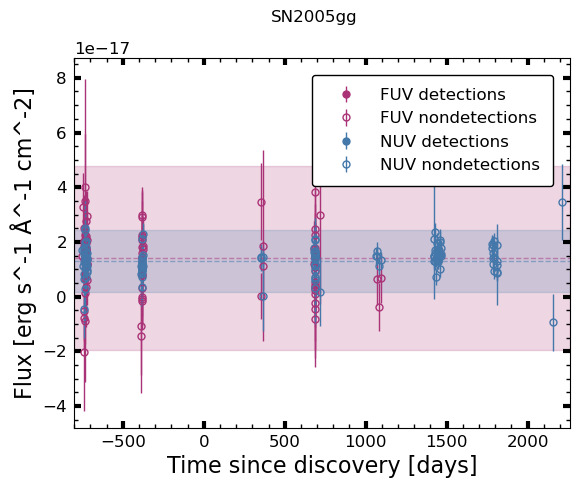 SN2005gg
1e−17
FUV detections
FUV nondetections
NUV detections
NUV nondetections
8
6
4
2
0
−2
−4
Flux [erg s^-1 Å^-1 cm^-2]
−500 0 500 1000 1500 2000
Time since discovery [days]